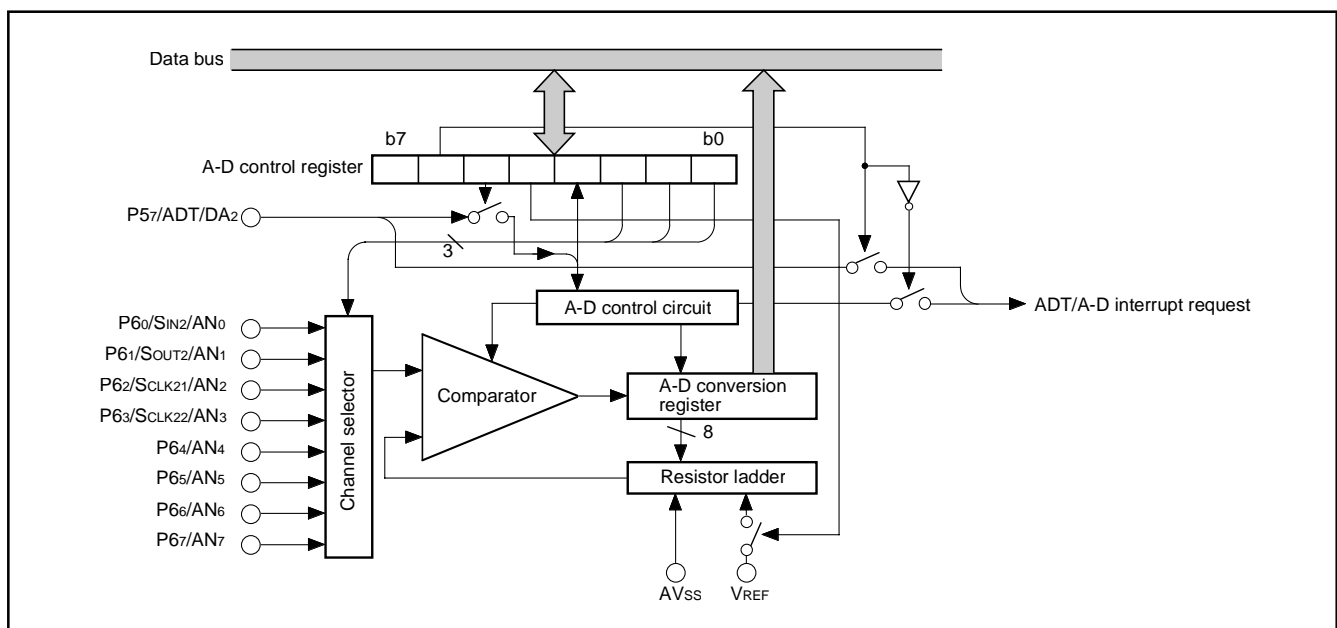 Data bus
b7
b0
A-D control register
P57/ADT/DA2
3
A-D control circuit
ADT/A-D interrupt request
P60/SIN2/AN0
P61/SOUT2/AN1
P62/SCLK21/AN2
P63/SCLK22/AN3
P64/AN4
P65/AN5
P66/AN6
P67/AN7
Channel selector
Comparator
A-D conversion
register
8
Resistor ladder
AVSS
VREF